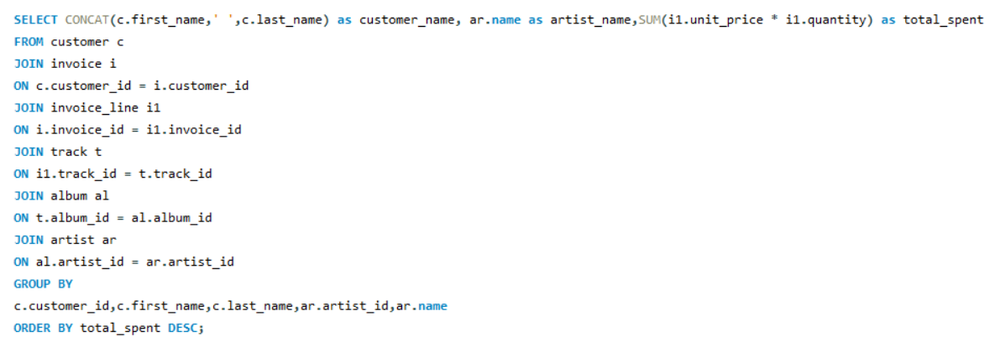 SELECT CONCAT(c.first_name,' ',c.last_name) as customer_name, ar.name as artist_name,SUM(i1.unit_price * i1.quantity) as total_spent
FROM customer c
JOIN invoice i
ON c.customer_id = i.customer_id
JOIN invoice_line i1
ON i.invoice_id = i1.invoice_id
JOIN track t
ON i1.track_id = t.track_id
JOIN album al
ON t.album_id = al.album_id
JOIN artist ar
ON al.artist_id = ar.artist_id
GROUP BY
c.customer_id,c.first_name,c.last_name,ar.artist_id,ar.name
ORDER BY total_spent DESC;